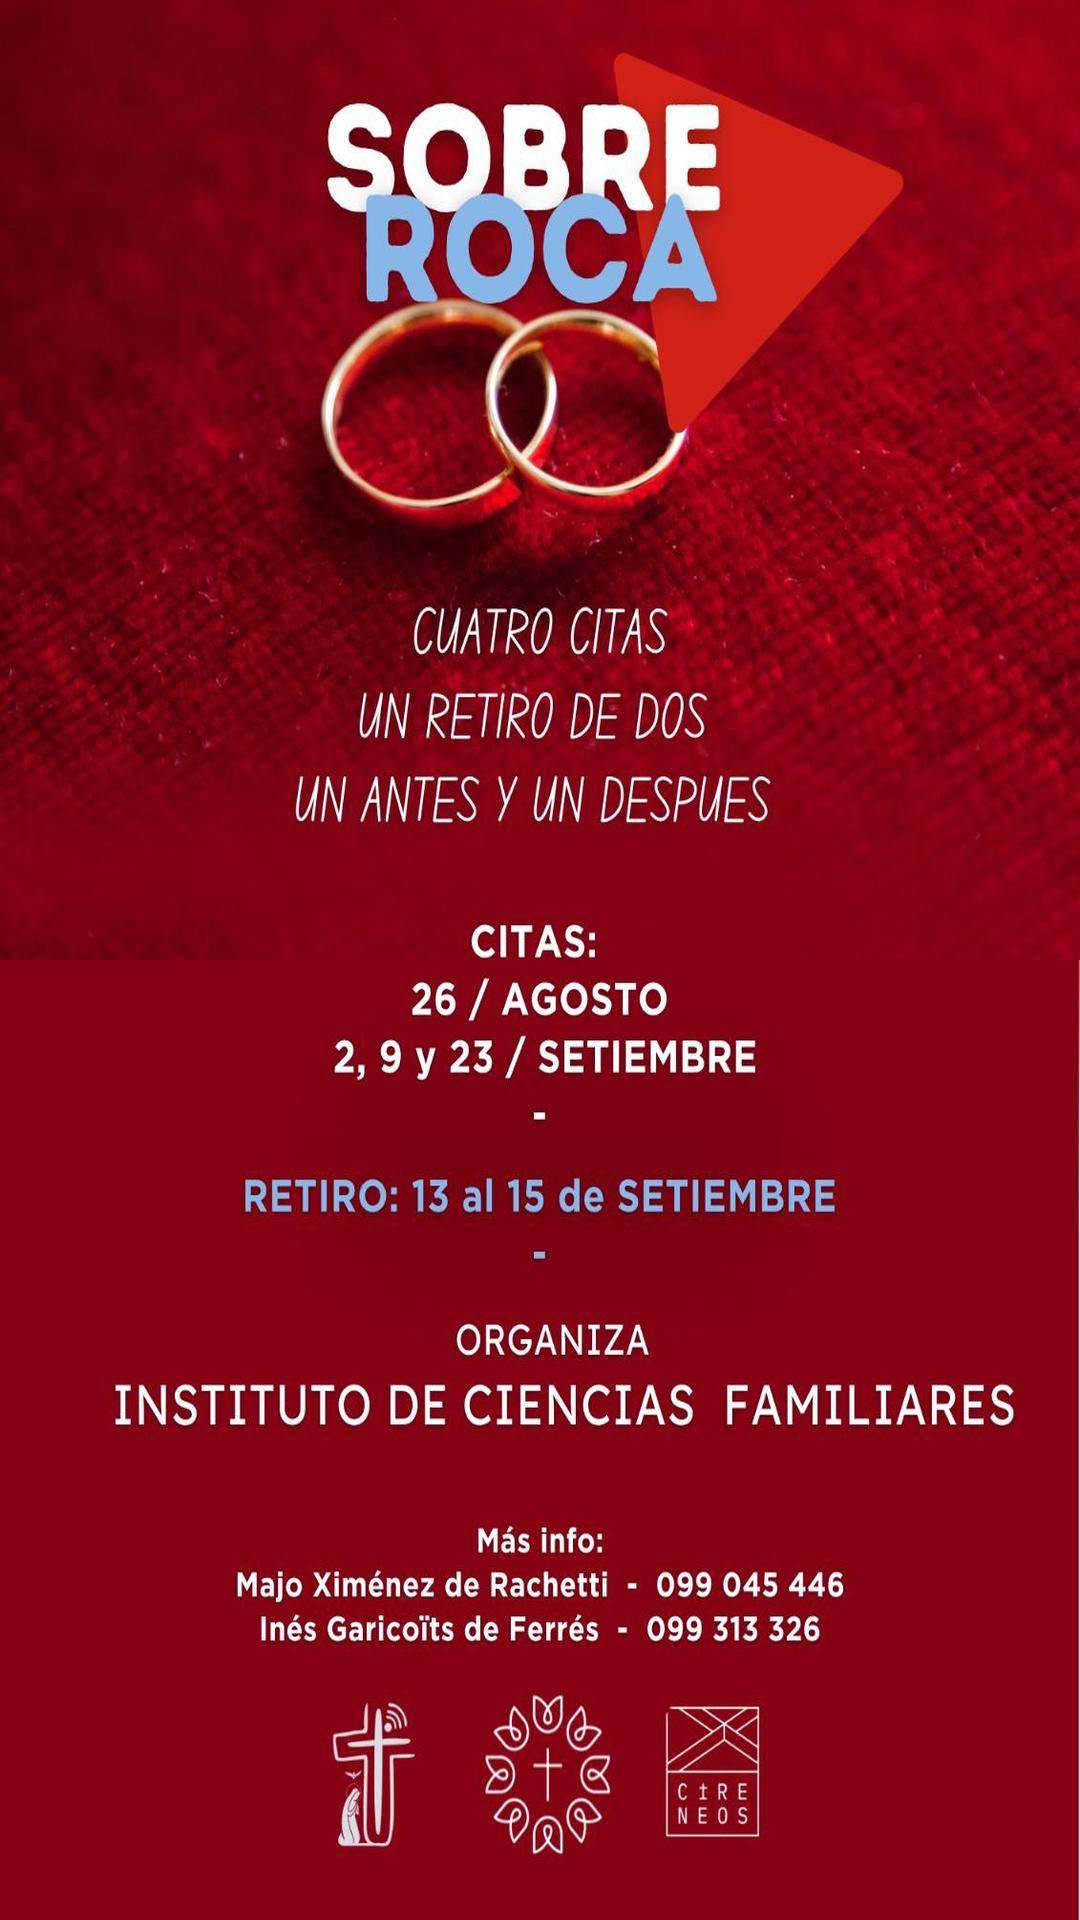 SOBRE
ROCA
CUATRO CITAS
UN RETIRO DE DOS
UN ANTES Y UN DESPUES
CITAS:
26 / AGOSTO
2, 9 y 23 / SETIEMBRE
-
RETIRO: 13 al 15 de SETIEMBRE
-
ORGANIZA
INSTITUTO DE CIENCIAS FAMILIARES
Más info:
Majo Ximénez de Rachetti - 099 045 446
Inés Garicoïts de Ferrés - 099 313 326
CIRE
NEOS